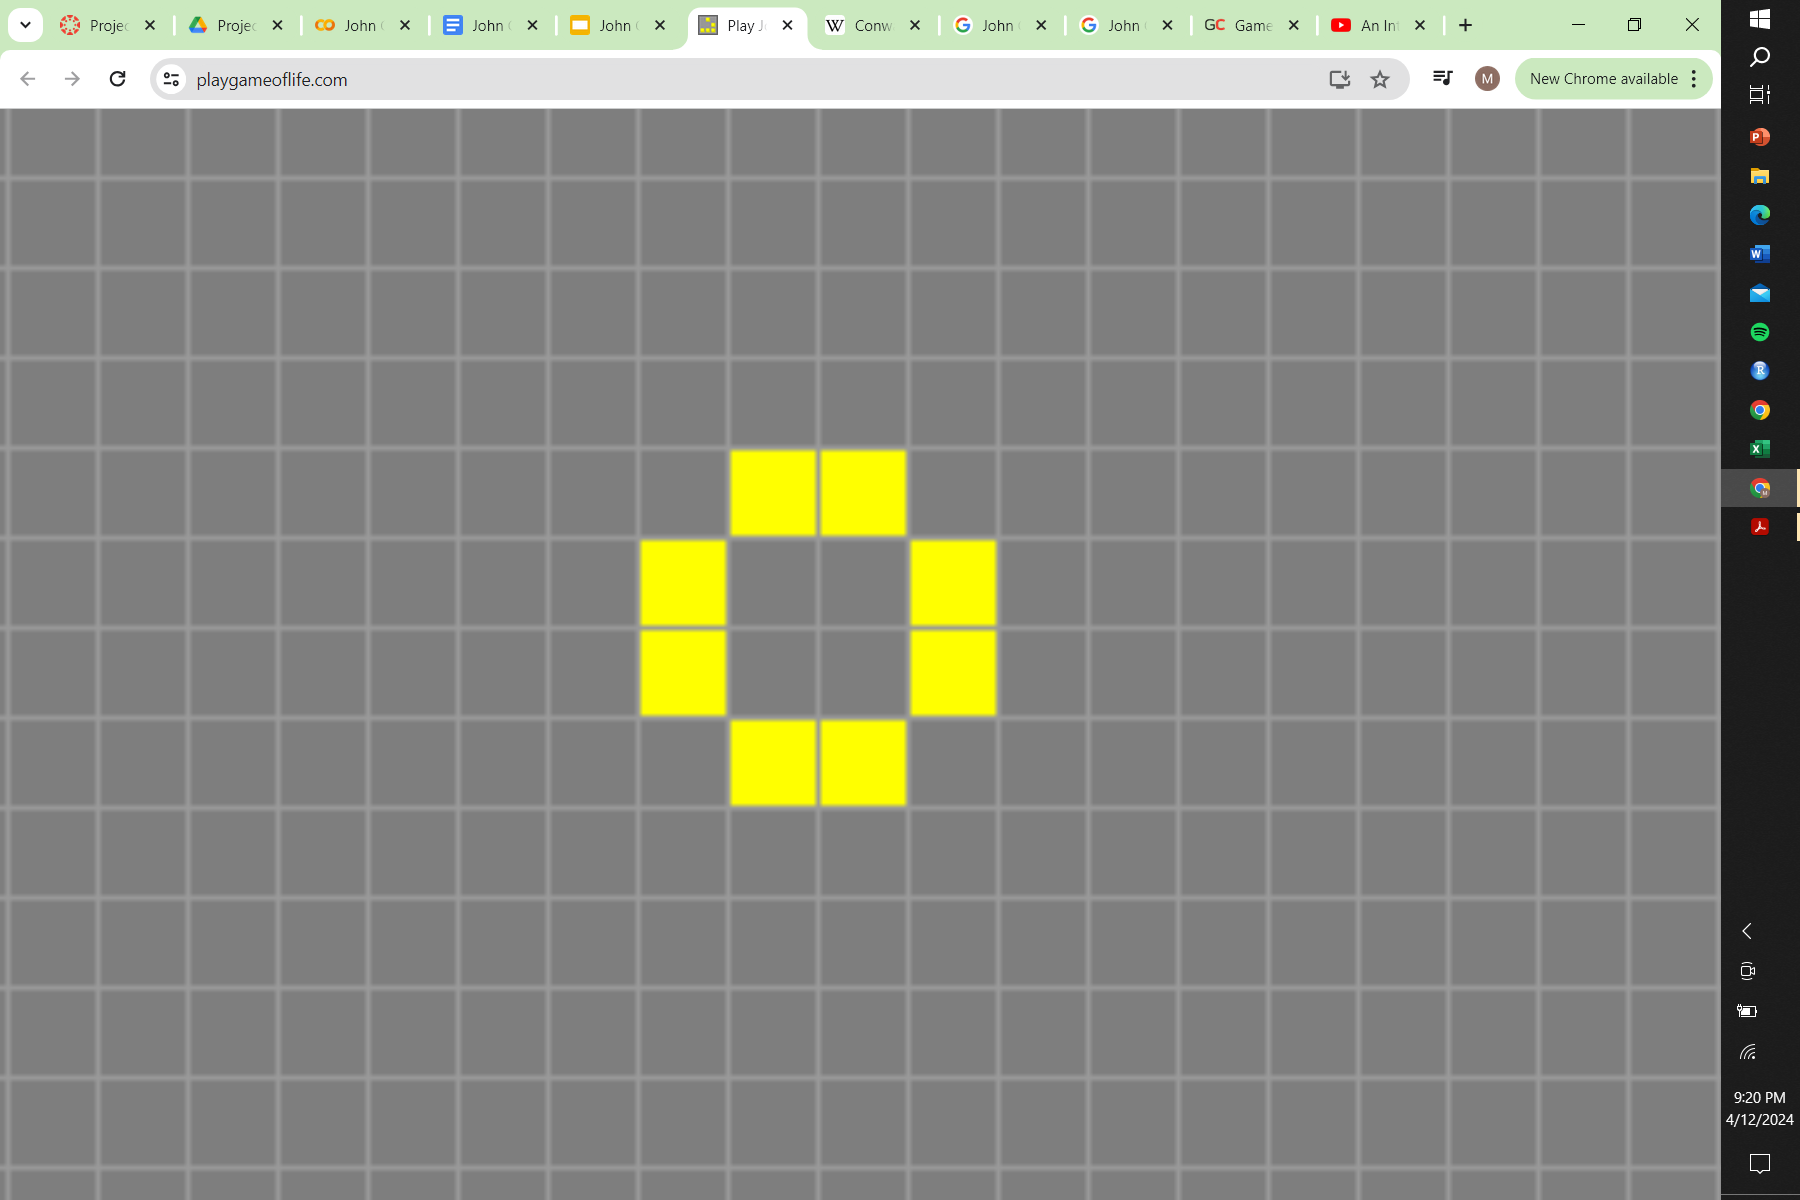 Projec
Projec
John
John
John
Play J
Conw
John
John
GC Game
An Int
playgameoflife.com
M
New Chrome available
9:20 PM
4/12/2024